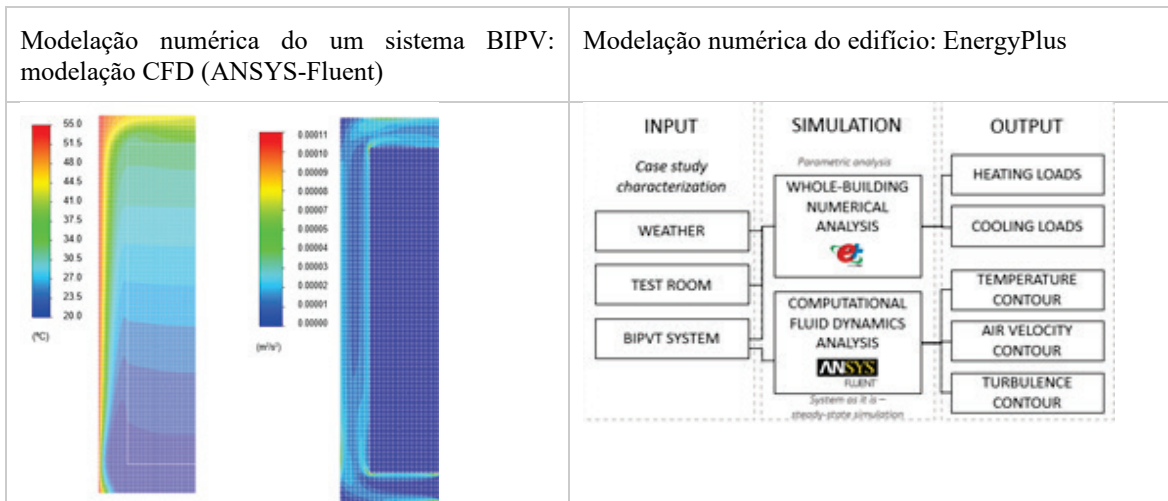 Modelação numérica do um sistema BIPV:
modelação CFD (ANSYS-Fluent)
Modelação numérica do edifício: EnergyPlus
55.0
51.5
48.0
44.5
41.0
37.5
34.0
30.5
27.0
23.5
20.0
(ºC)
0.00011
0.00010
0.00009
0.00008
0.00007
0.00005
0.00004
0.00003
0.00002
0.00001
0.00000
(m²/s²)
INPUT
Case study
characterization
WEATHER
TEST ROOM
BIPVT SYSTEM
SIMULATION
Parametric analysis
WHOLE-BUILDING
NUMERICAL
ANALYSIS
COMPUTATIONAL
FLUID DYNAMICS
ANALYSIS
ANSYS
FLUENT
System as it is –
steady-state simulation
OUTPUT
HEATING LOADS
COOLING LOADS
TEMPERATURE
CONTOUR
AIR VELOCITY
CONTOUR
TURBULENCE
CONTOUR